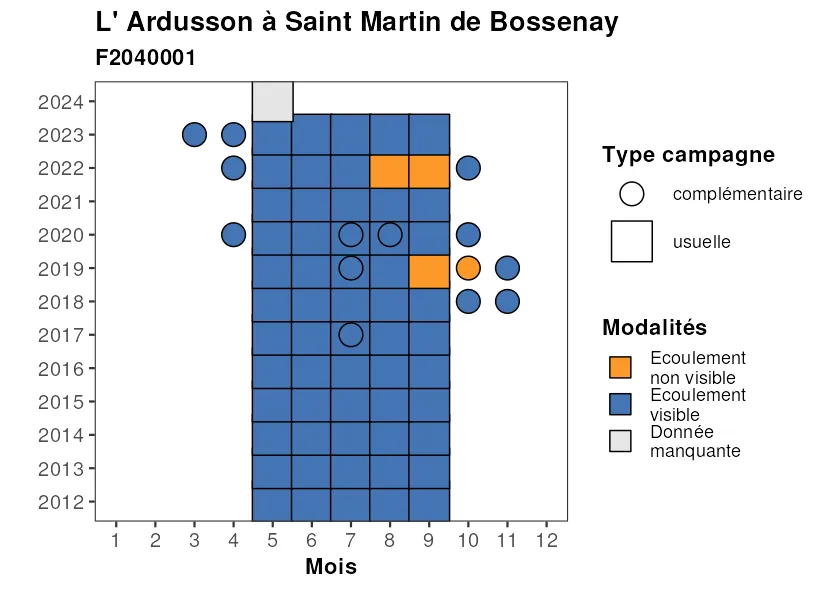 L' Ardusson à Saint Martin de Bossenay
F2040001
2024
2023
2022
2021
2020
2019
2018
2017
2016
2015
2014
2013
2012
1 2 3 4 5 6 7 8 9 10 11 12
Mois
Type campagne
complémentaire
usuelle
Modalités
Ecoulement
non visible
Ecoulement
visible
Donnée
manquante